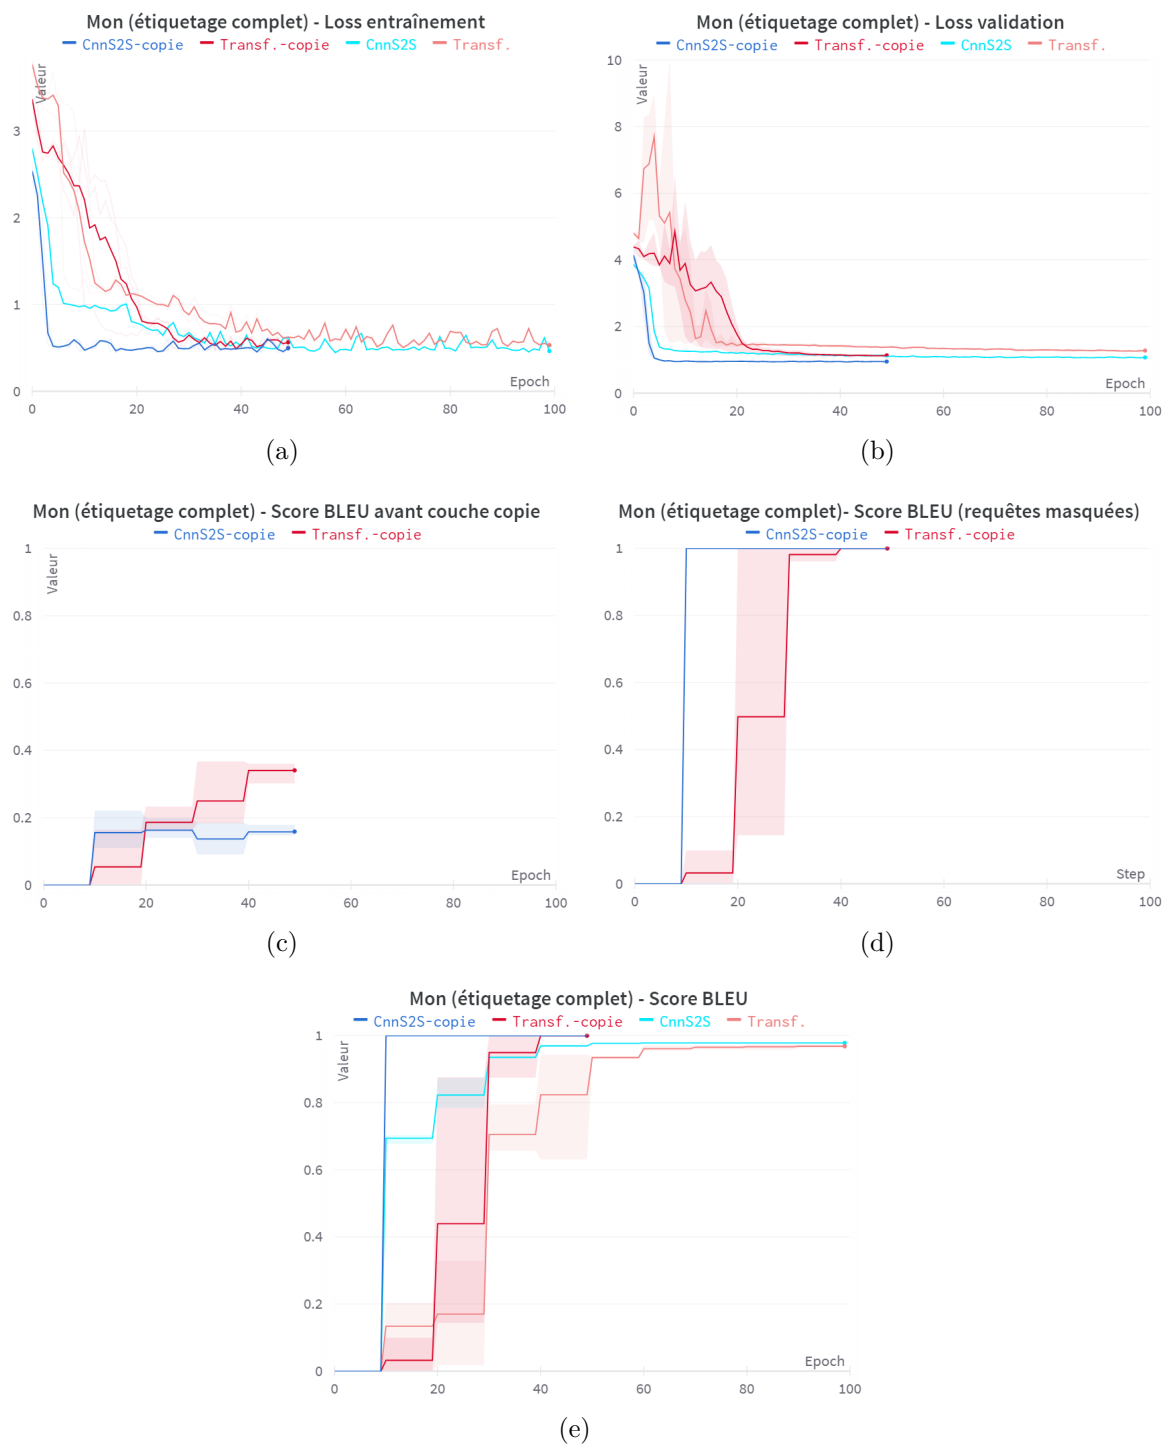 Mon (étiquetage complet) - Loss entraînement
CnnS2S-copie Transf.-copie CnnS2S Transf.
Valeur
3
2
1
0
Epoch
0 20 40 60 80 100
(a)
Mon (étiquetage complet) - Loss validation
CnnS2S-copie Transf.-copie CnnS2S Transf.
Valeur
10
8
6
4
2
0
Epoch
0 20 40 60 80 100
(b)
Mon (étiquetage complet) - Score BLEU avant couche copie
CnnS2S-copie Transf.-copie
Valeur
1
0.8
0.6
0.4
0.2
0
Epoch
0 20 40 60 80 100
(c)
Mon (étiquetage complet)- Score BLEU (requêtes masquées)
CnnS2S-copie Transf.-copie
1
0.8
0.6
0.4
0.2
0
Step
0 20 40 60 80 100
(d)
Mon (étiquetage complet) - Score BLEU
CnnS2S-copie Transf.-copie CnnS2S Transf.
Valeur
1
0.8
0.6
0.4
0.2
0
Epoch
0 20 40 60 80 100
(e)